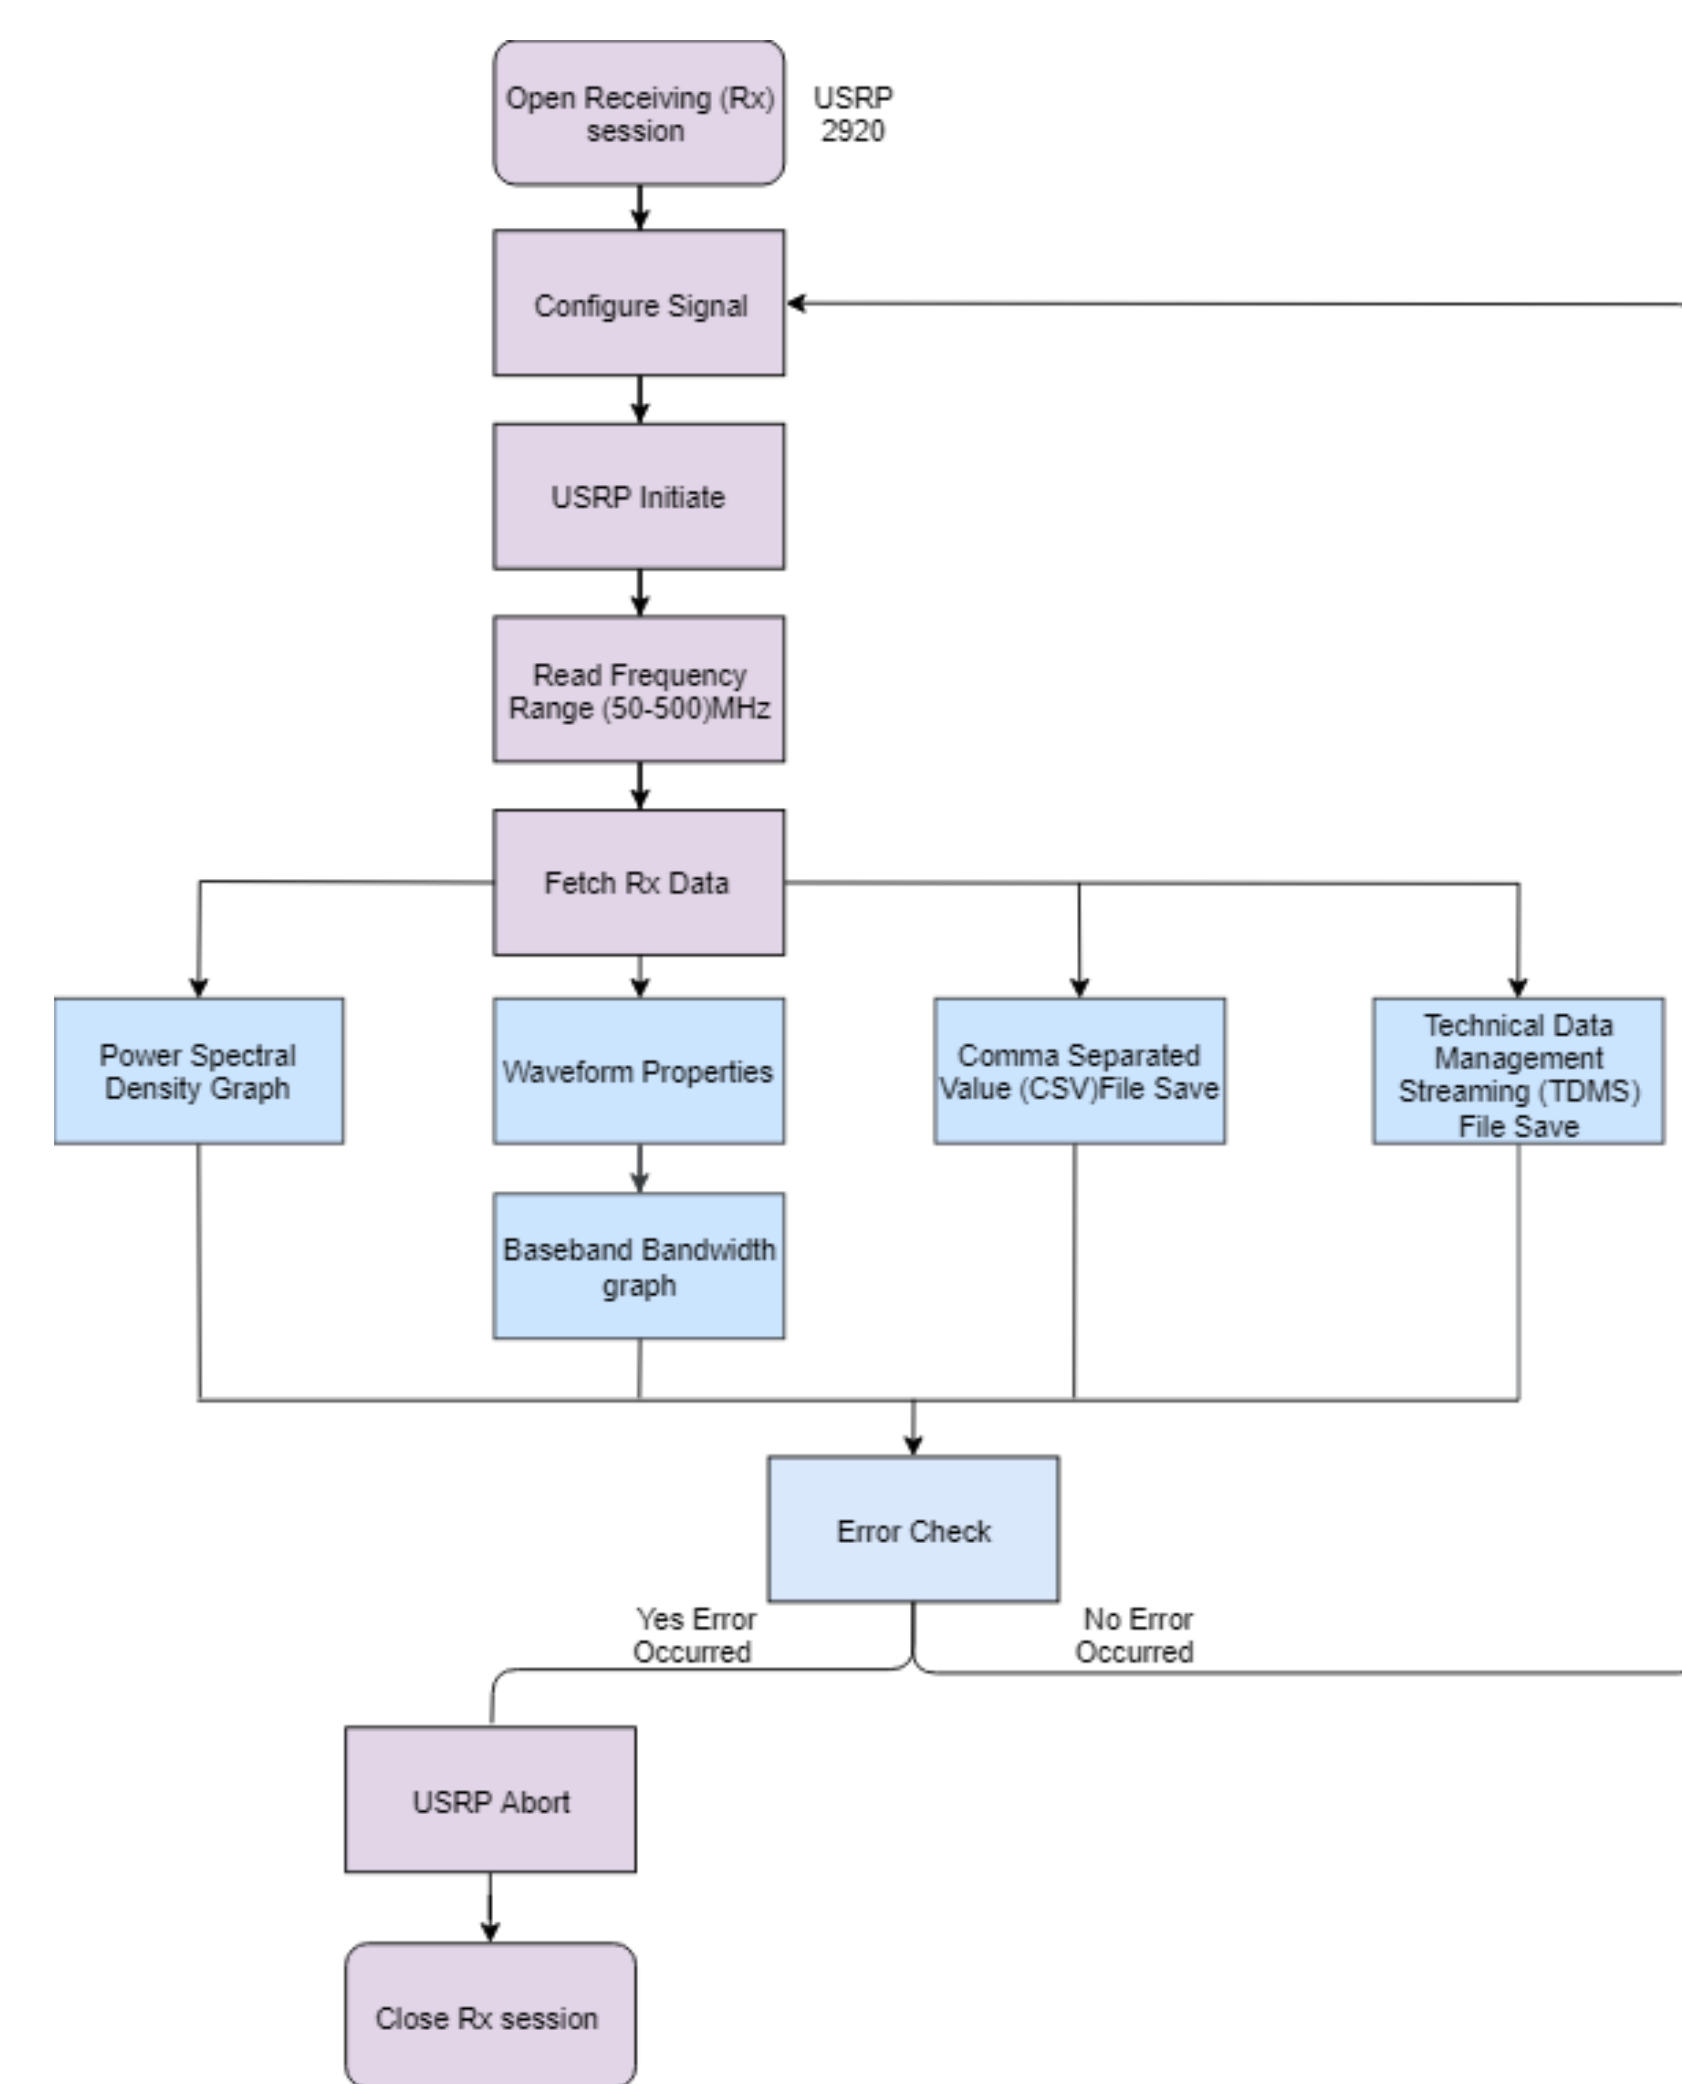 Open Receiving (Rx)
session
USRP
2920
Configure Signal
USRP Initiate
Read Frequency
Range (50-500)MHz
Fetch Rx Data
Power Spectral
Density Graph
Waveform Properties
Comma Separated
Value (CSV)File Save
Technical Data
Management
Streaming (TDMS)
File Save
Baseband Bandwidth
graph
Error Check
Yes Error
Occurred
No Error
Occurred
USRP Abort
Close Rx session